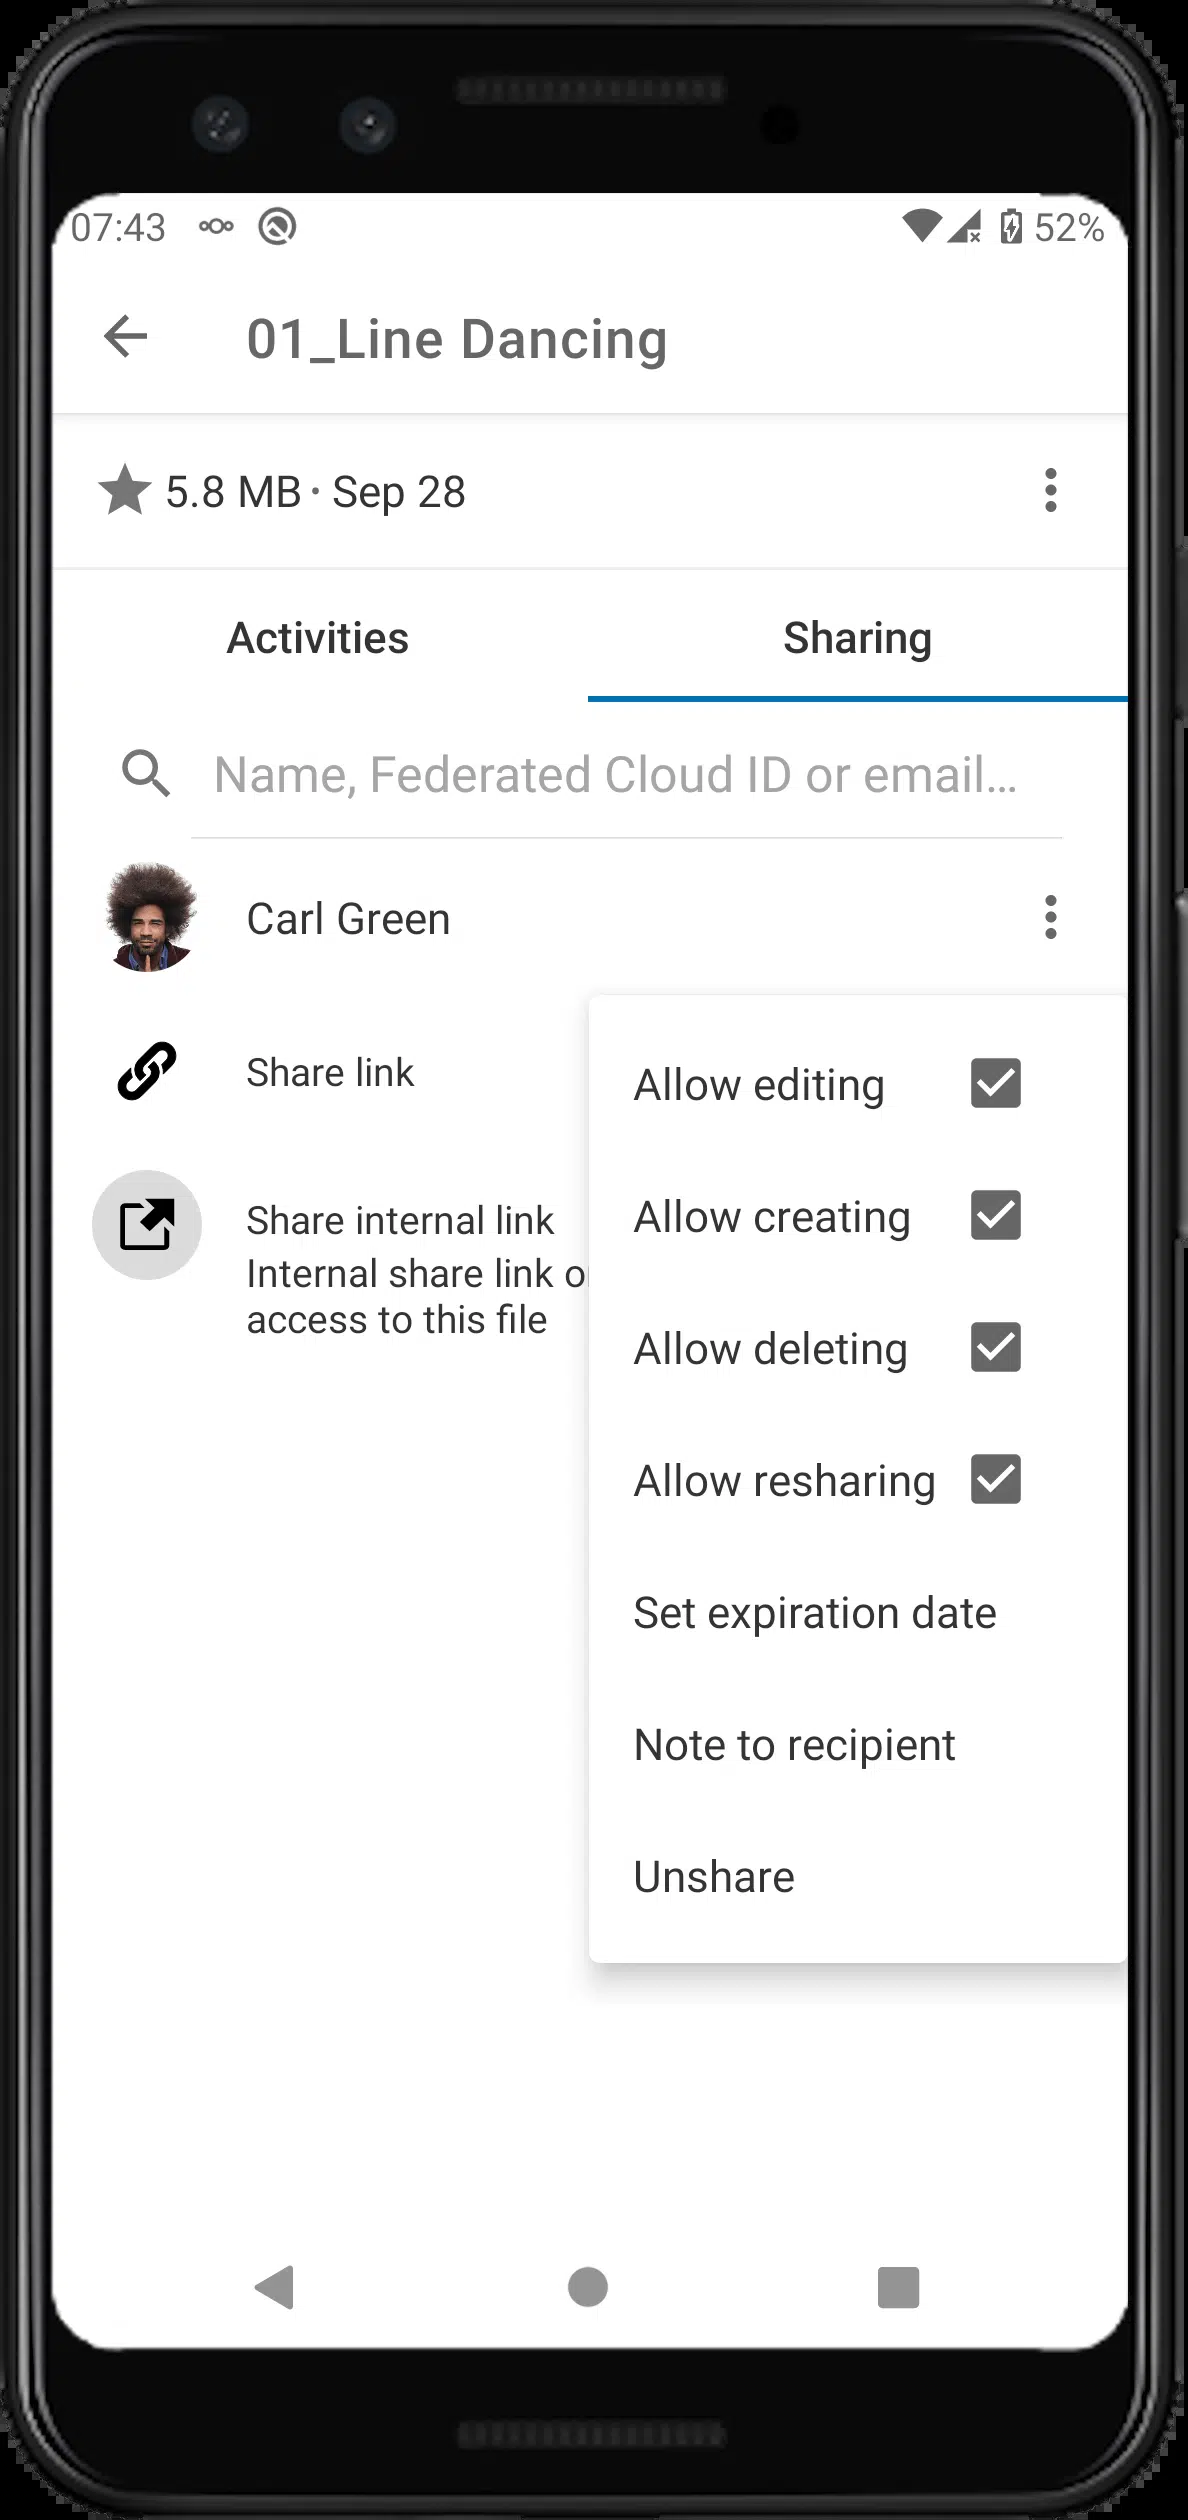 07:43
52%
01_Line Dancing
5.8 MB · Sep 28
Activities
Sharing
Name, Federated Cloud ID or email...
Carl Green
Share link
Share internal link
Internal share link
access to this file
Allow editing
Allow creating
Allow deleting
Allow resharing
Set expiration date
Note to recipient
Unshare